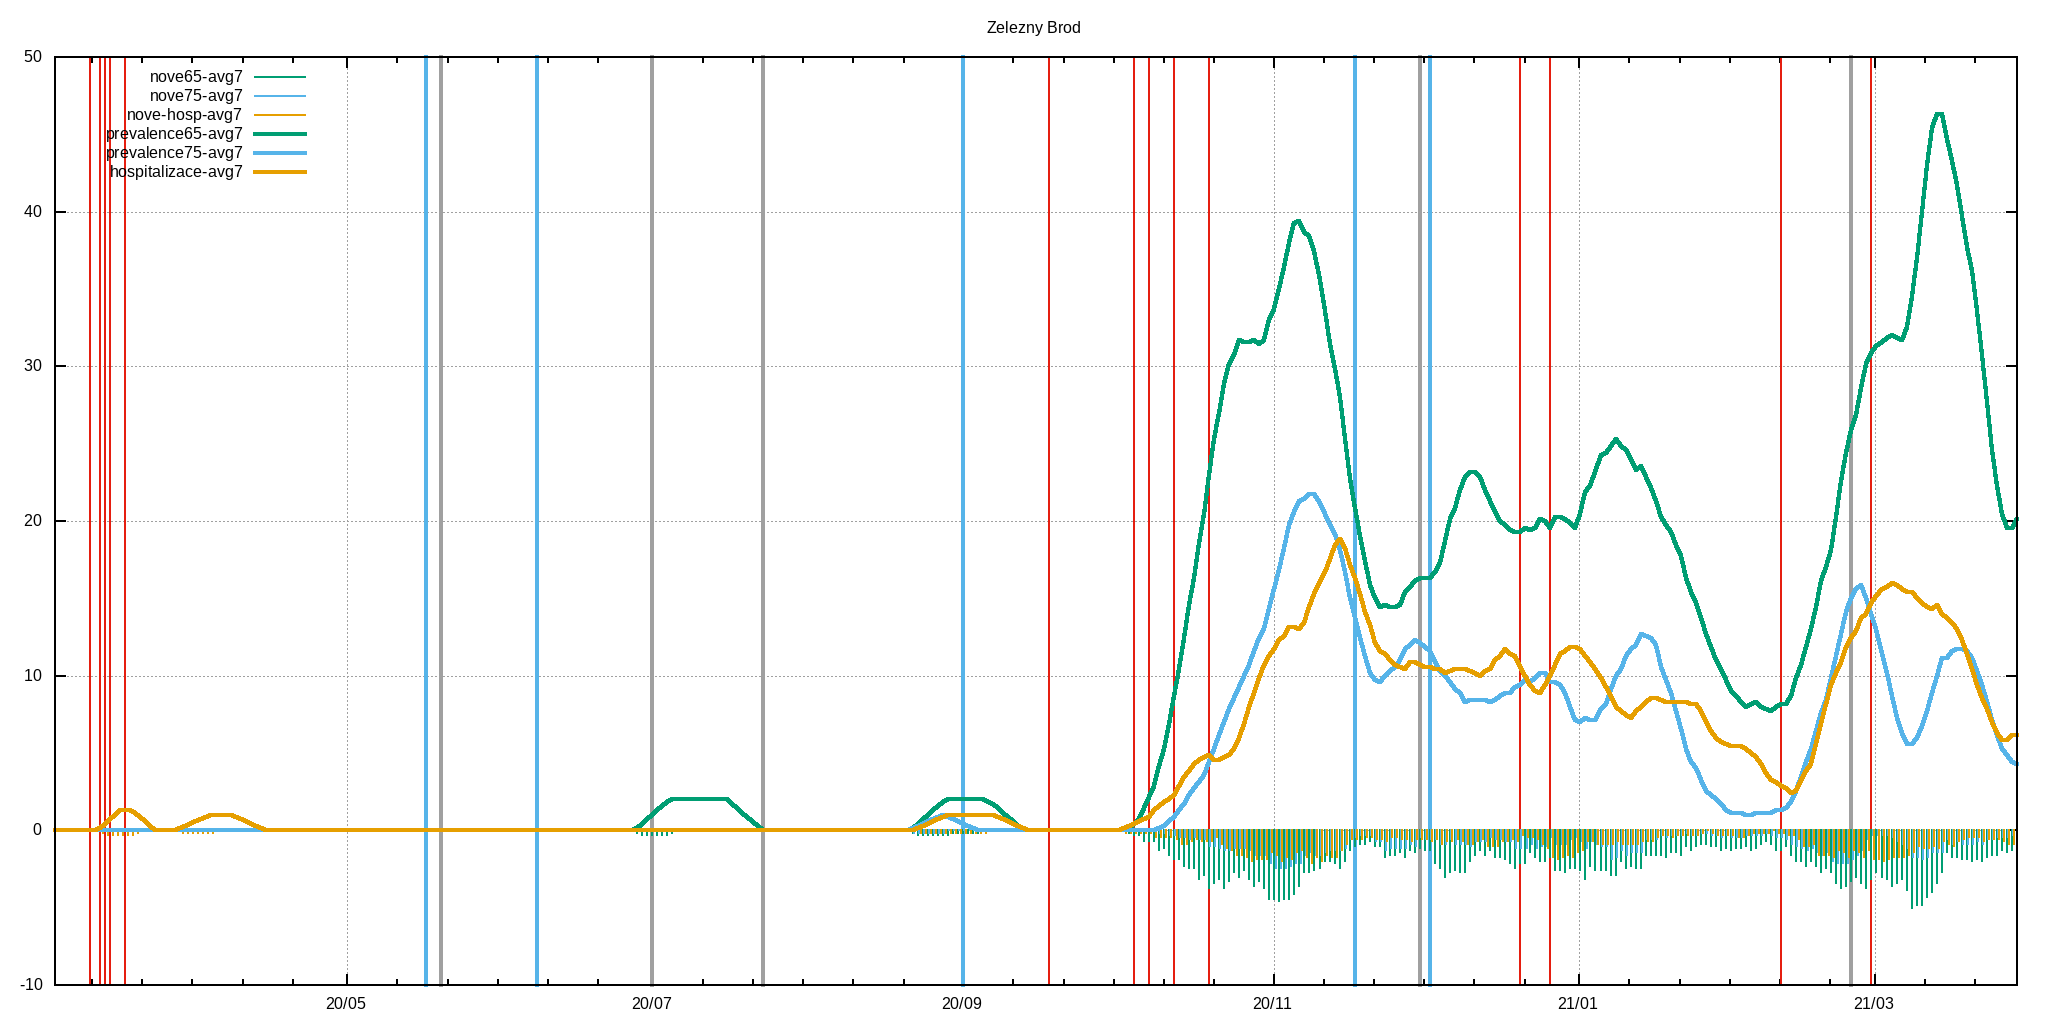 Zelezny Brod
50
40
30
20
10
0
-10
nove65-avg7
nove75-avg7
nove-hosp-avg7
prevalence65-avg7
prevalence75-avg7
hospitalizace-avg7
20/05 20/07 20/09 20/11 21/01 21/03